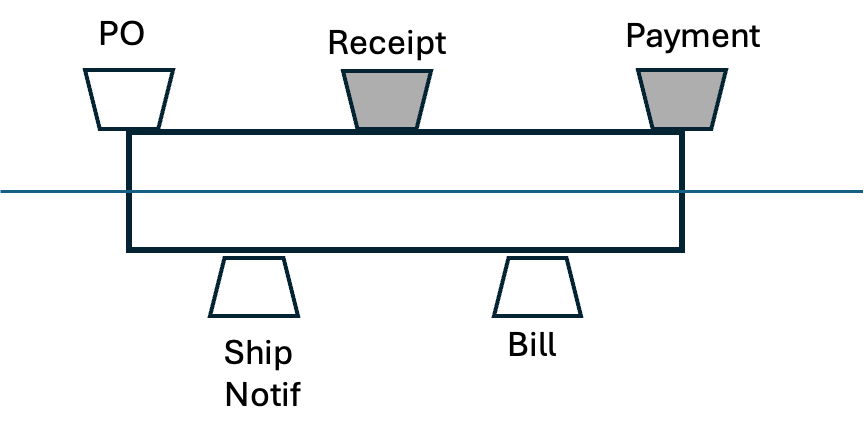 PO
Receipt
Payment
Ship
Notif
Bill